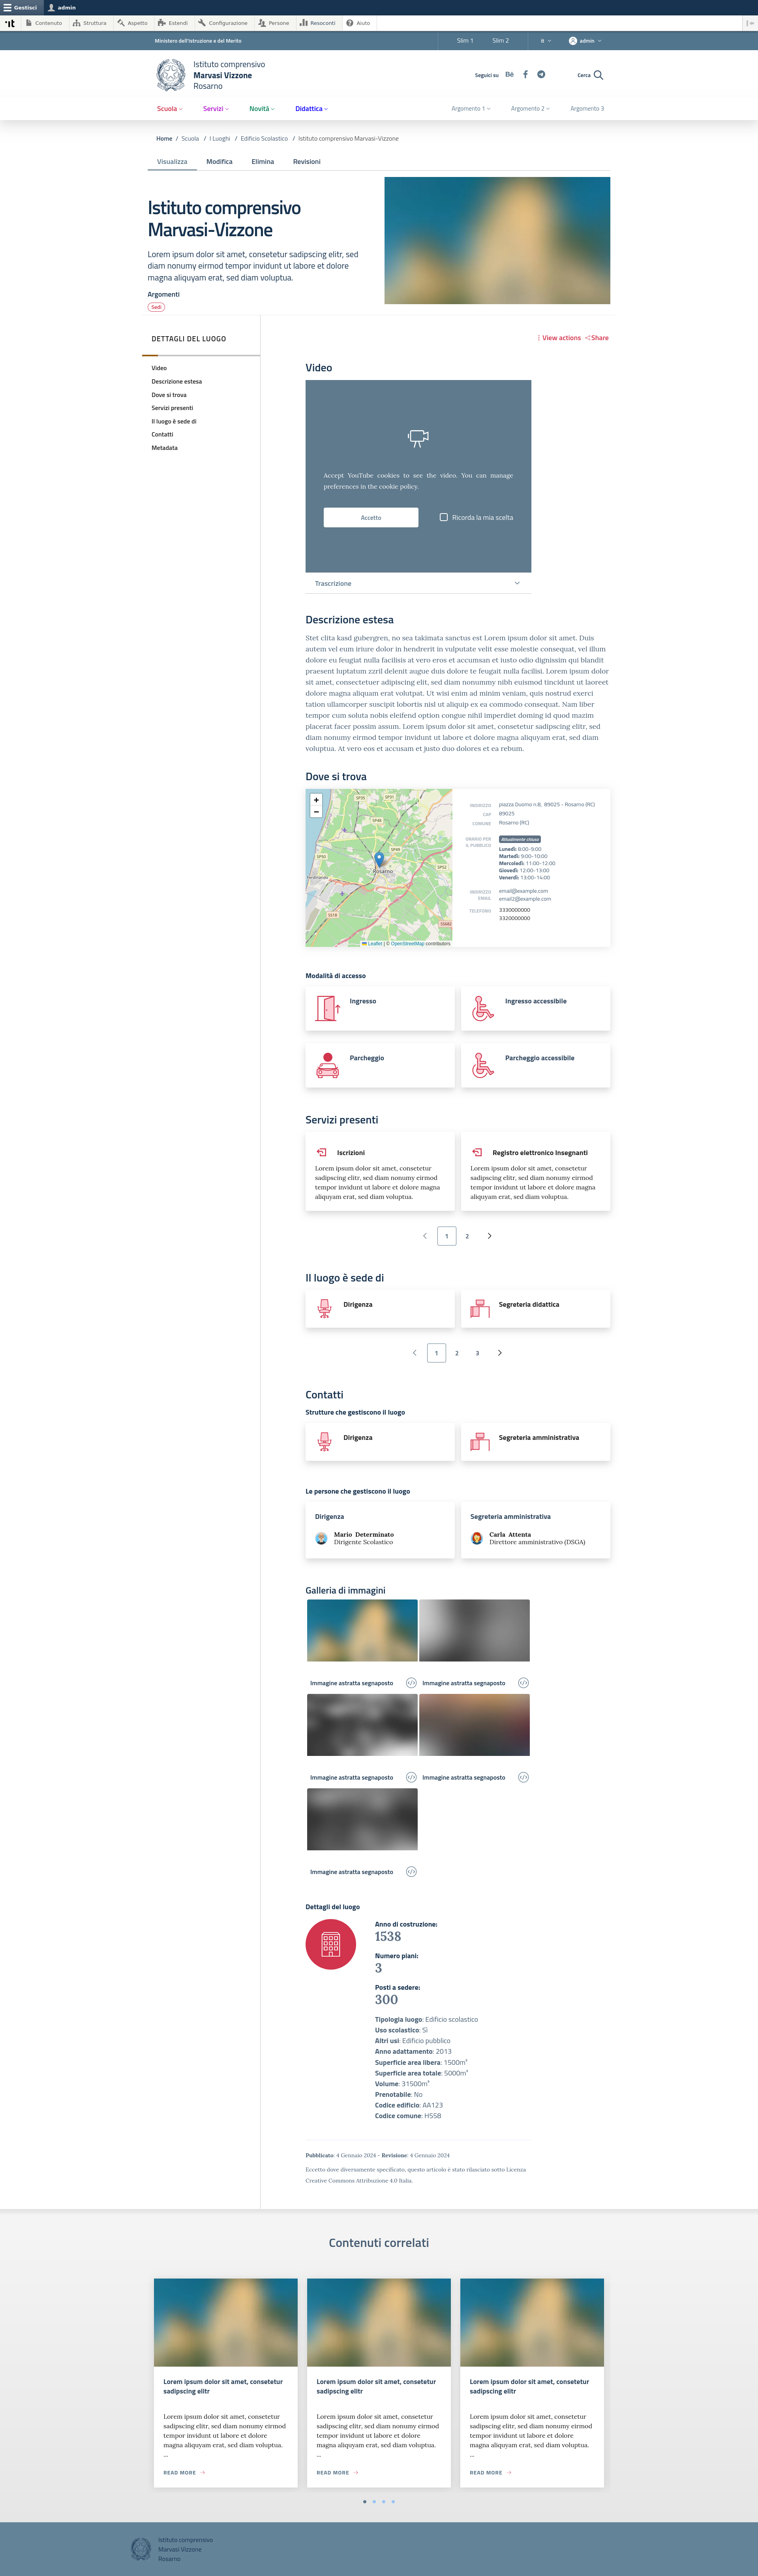 Gestisci admin
Contenuto Struttura Aspetto Estendi Configurazione Persone Resoconti Aiuto
Ministero dell'Istruzione e del Merito Slim 1 Slim 2 it admin
Istituto comprensivo
Marvasi Vizzone
Rosarno
Seguici su Cerca
Scuola Servizi Novità Didattica Argomento 1 Argomento 2 Argomento 3
Home / Scuola / I Luoghi / Edificio Scolastico / Istituto comprensivo Marvasi-Vizzone
Visualizza Modifica Elimina Revisioni
Istituto comprensivo
Marvasi-Vizzone
Lorem ipsum dolor sit amet, consetetur sadipscing elitr, sed
diam nonumy eirmod tempor invidunt ut labore et dolore
magna aliquyam erat, sed diam voluptua.
Argomenti
Sedi
DETTAGLI DEL LUOGO
Video
Descrizione estesa
Dove si trova
Servizi presenti
Il luogo è sede di
Contatti
Metadata
View actions Share
Video
Accept YouTube cookies to see the video. You can manage
preferences in the cookie policy.
Accetto Ricorda la mia scelta
Trascrizione
Descrizione estesa
Stet clita kasd gubergren, no sea takimata sanctus est Lorem ipsum dolor sit amet. Duis
autem vel eum iriure dolor in hendrerit in vulputate velit esse molestie consequat, vel illum
dolore eu feugiat nulla facilisis at vero eros et accumsan et iusto odio dignissim qui blandit
praesent luptatum zzril delenit augue duis dolore te feugait nulla facilisi. Lorem ipsum dolor
sit amet, consectetuer adipiscing elit, sed diam nonummy nibh euismod tincidunt ut laoreet
dolore magna aliquam erat volutpat. Ut wisi enim ad minim veniam, quis nostrud exerci
tation ullamcorper suscipit lobortis nisl ut aliquip ex ea commodo consequat. Nam liber
tempor cum soluta nobis eleifend option congue nihil imperdiet doming id quod mazim
placerat facer possim assum. Lorem ipsum dolor sit amet, consetetur sadipscing elitr, sed
diam nonumy eirmod tempor invidunt ut labore et dolore magna aliquyam erat, sed diam
voluptua. At vero eos et accusam et justo duo dolores et ea rebum.
Dove si trova
+
−
Rosarno
Leaflet | © OpenStreetMap contributors
INDIRIZZO piazza Duomo n.8, 89025 - Rosarno (RC)
CAP 89025
COMUNE Rosarno (RC)
ORARIO PER
IL PUBBLICO
Attualmente chiuso
Lunedì: 8:00-9:00
Martedì: 9:00-10:00
Mercoledì: 11:00-12:00
Giovedì: 12:00-13:00
Venerdì: 13:00-14:00
INDIRIZZO
EMAIL
email@example.com
email2@example.com
TELEFONO 3330000000
3320000000
Modalità di accesso
Ingresso Ingresso accessibile
Parcheggio Parcheggio accessibile
Servizi presenti
Iscrizioni
Lorem ipsum dolor sit amet, consetetur
sadipscing elitr, sed diam nonumy eirmod
tempor invidunt ut labore et dolore magna
aliquyam erat, sed diam voluptua.
Registro elettronico Insegnanti
Lorem ipsum dolor sit amet, consetetur
sadipscing elitr, sed diam nonumy eirmod
tempor invidunt ut labore et dolore magna
aliquyam erat, sed diam voluptua.
1 2
Il luogo è sede di
Dirigenza Segreteria didattica
1 2 3
Contatti
Strutture che gestiscono il luogo
Dirigenza Segreteria amministrativa
Le persone che gestiscono il luogo
Dirigenza
Mario Determinato
Dirigente Scolastico
Segreteria amministrativa
Carla Attenta
Direttore amministrativo (DSGA)
Galleria di immagini
Immagine astratta segnaposto Immagine astratta segnaposto
Immagine astratta segnaposto Immagine astratta segnaposto
Immagine astratta segnaposto
Dettagli del luogo
Anno di costruzione:
1538
Numero piani:
3
Posti a sedere:
300
Tipologia luogo: Edificio scolastico
Uso scolastico: Sì
Altri usi: Edificio pubblico
Anno adattamento: 2013
Superficie area libera: 1500m²
Superficie area totale: 5000m²
Volume: 31500m³
Prenotabile: No
Codice edificio: AA123
Codice comune: H558
Pubblicato: 4 Gennaio 2024 - Revisione: 4 Gennaio 2024
Eccetto dove diversamente specificato, questo articolo è stato rilasciato sotto Licenza
Creative Commons Attribuzione 4.0 Italia.
Contenuti correlati
Lorem ipsum dolor sit amet, consetetur
sadipscing elitr
Lorem ipsum dolor sit amet, consetetur
sadipscing elitr, sed diam nonumy eirmod
tempor invidunt ut labore et dolore
magna aliquyam erat, sed diam voluptua.
...
READ MORE
Lorem ipsum dolor sit amet, consetetur
sadipscing elitr
Lorem ipsum dolor sit amet, consetetur
sadipscing elitr, sed diam nonumy eirmod
tempor invidunt ut labore et dolore
magna aliquyam erat, sed diam voluptua.
...
READ MORE
Lorem ipsum dolor sit amet, consetetur
sadipscing elitr
Lorem ipsum dolor sit amet, consetetur
sadipscing elitr, sed diam nonumy eirmod
tempor invidunt ut labore et dolore
magna aliquyam erat, sed diam voluptua.
...
READ MORE
Istituto comprensivo
Marvasi Vizzone
Rosarno